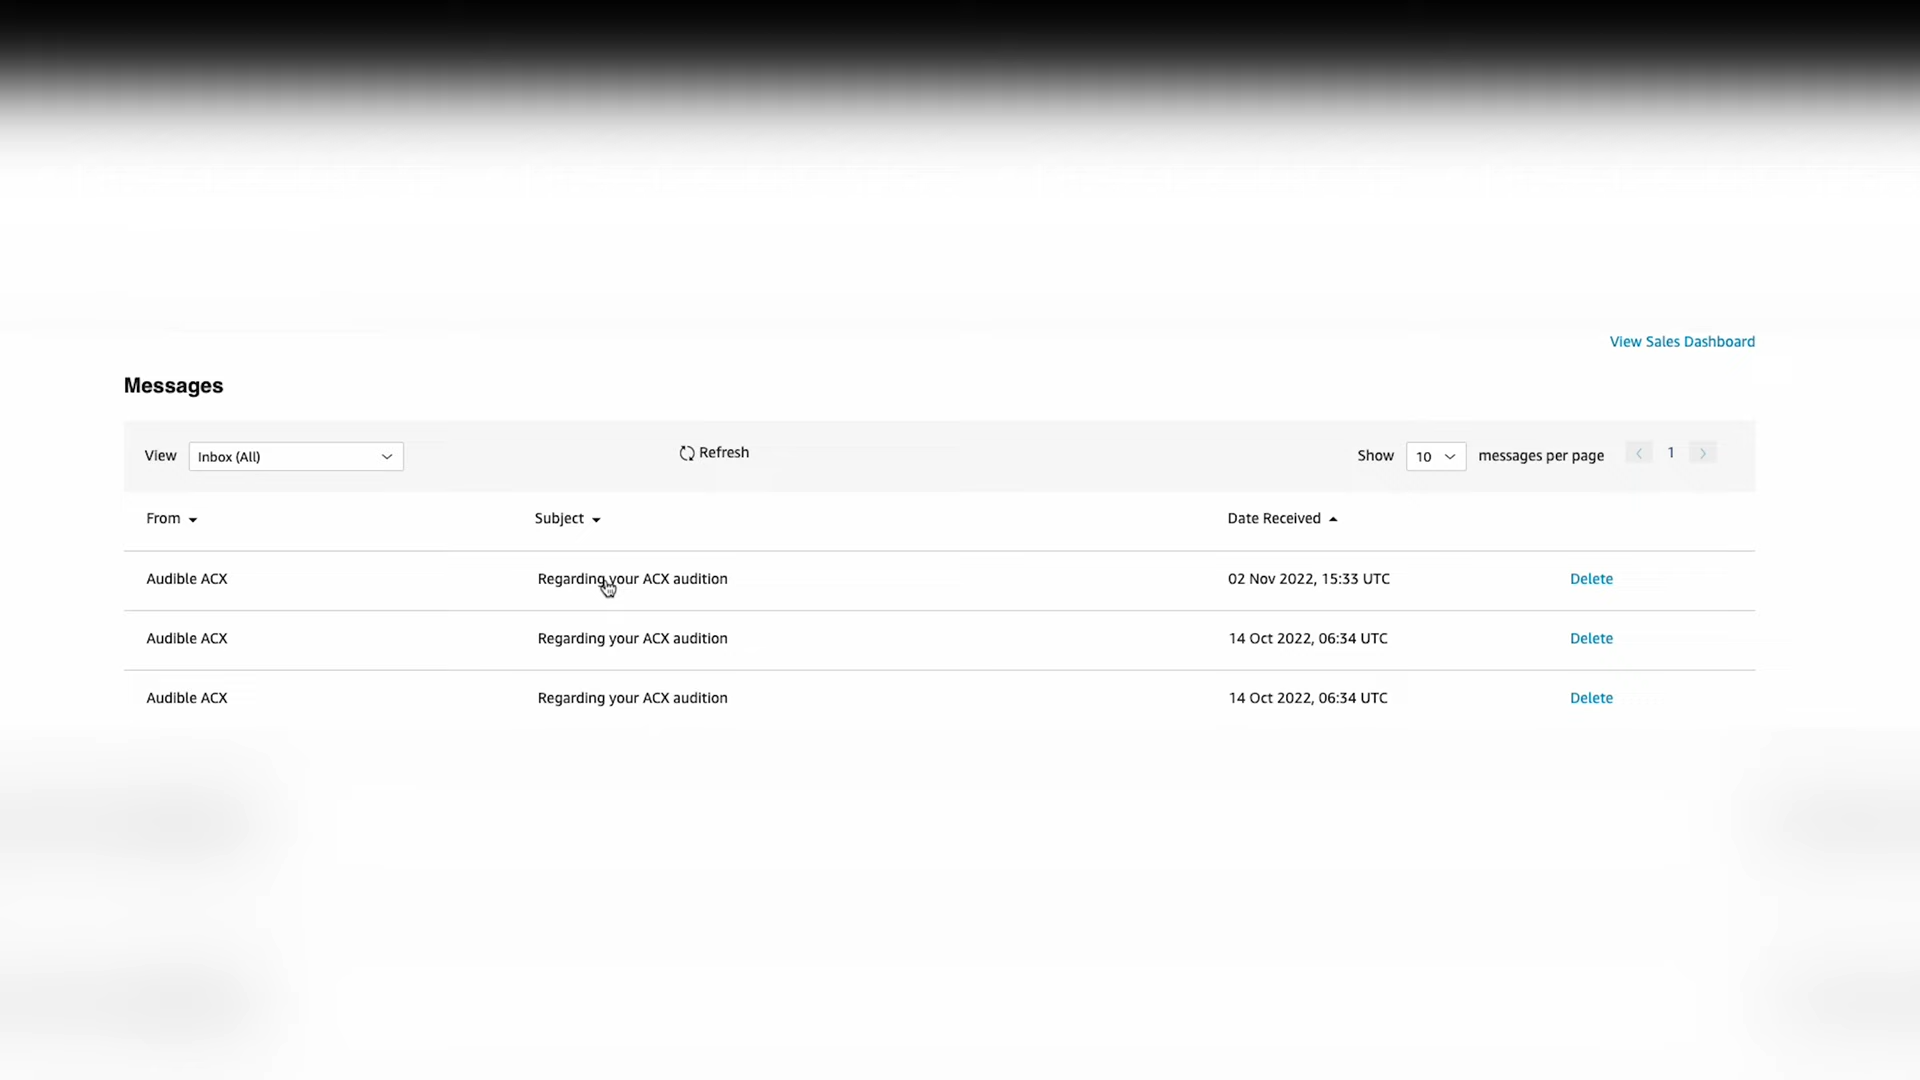 View Sales Dashboard
Messages
View Inbox (All) Refresh Show 10 messages per page 1
From Subject Date Received
Audible ACX Regarding your ACX audition 02 Nov 2022, 15:33 UTC Delete
Audible ACX Regarding your ACX audition 14 Oct 2022, 06:34 UTC Delete
Audible ACX Regarding your ACX audition 14 Oct 2022, 06:34 UTC Delete